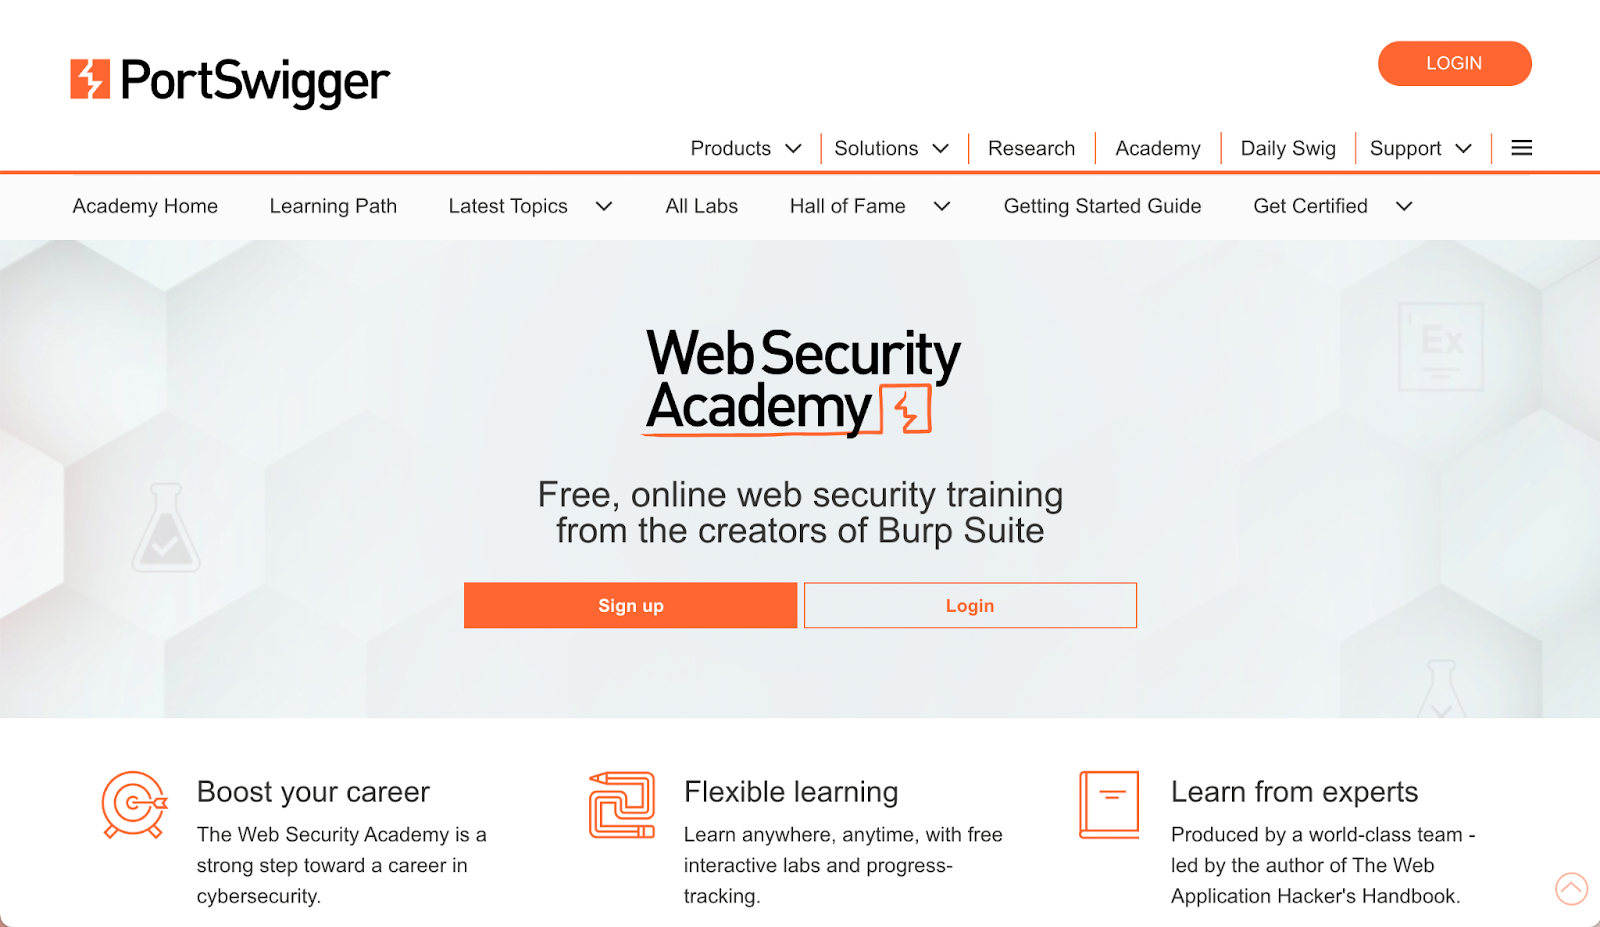 PortSwigger
LOGIN
Products
Solutions
Research
Academy
Daily Swig
Support
Academy Home
Learning Path
Latest Topics
All Labs
Hall of Fame
Getting Started Guide
Get Certified
Ex
Web Security
Academy
Free, online web security training
from the creators of Burp Suite
Sign up
Login
Boost your career
The Web Security Academy is a
strong step toward a career in
cybersecurity.
Flexible learning
Learn anywhere, anytime, with free
interactive labs and progress-
tracking.
Learn from experts
Produced by a world-class team -
led by the author of The Web
Application Hacker's Handbook.